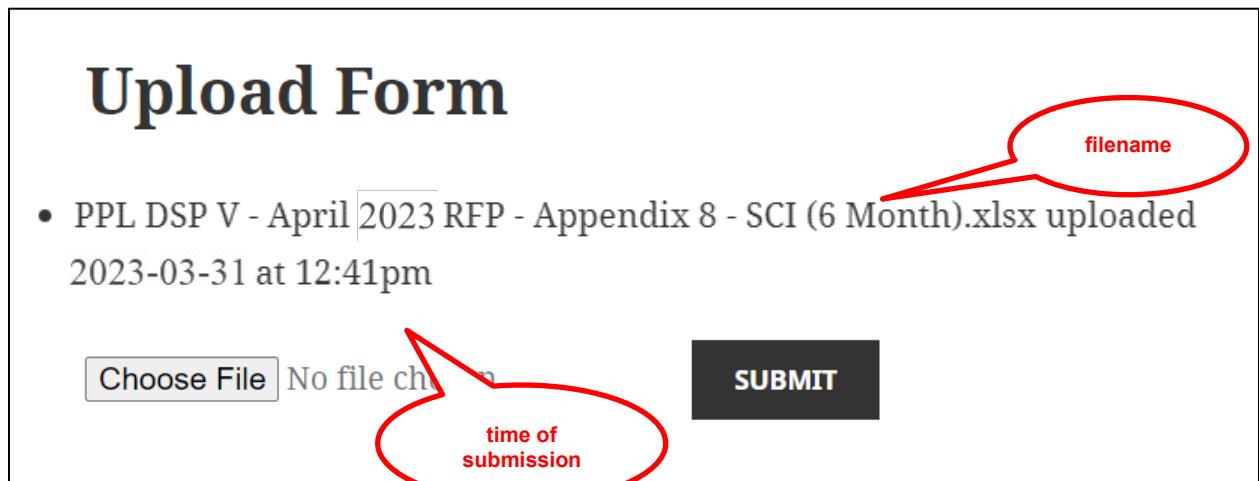 Upload Form
filename
• PPL DSP V - April 2023 RFP - Appendix 8 - SCI (6 Month).xlsx uploaded
2023-03-31 at 12:41pm
Choose File No file ch n
SUBMIT
time of
submission